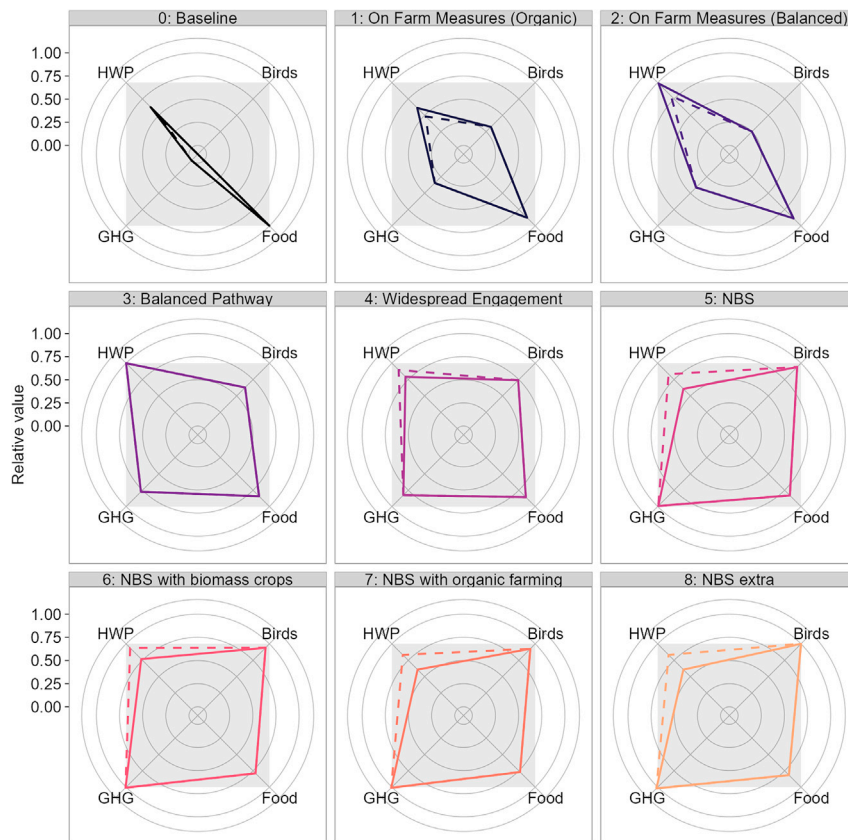 0: Baseline
1: On Farm Measures (Organic)
2: On Farm Measures (Balanced)
1.00
0.75
0.50
0.25
0.00
HWP
Birds
GHG
Food
HWP
Birds
GHG
Food
HWP
Birds
GHG
Food
3: Balanced Pathway
4: Widespread Engagement
5: NBS
Relative value
1.00
0.75
0.50
0.25
0.00
HWP
Birds
GHG
Food
HWP
Birds
GHG
Food
HWP
Birds
GHG
Food
6: NBS with biomass crops
7: NBS with organic farming
8: NBS extra
1.00
0.75
0.50
0.25
0.00
HWP
Birds
GHG
Food
HWP
Birds
GHG
Food
HWP
Birds
GHG
Food